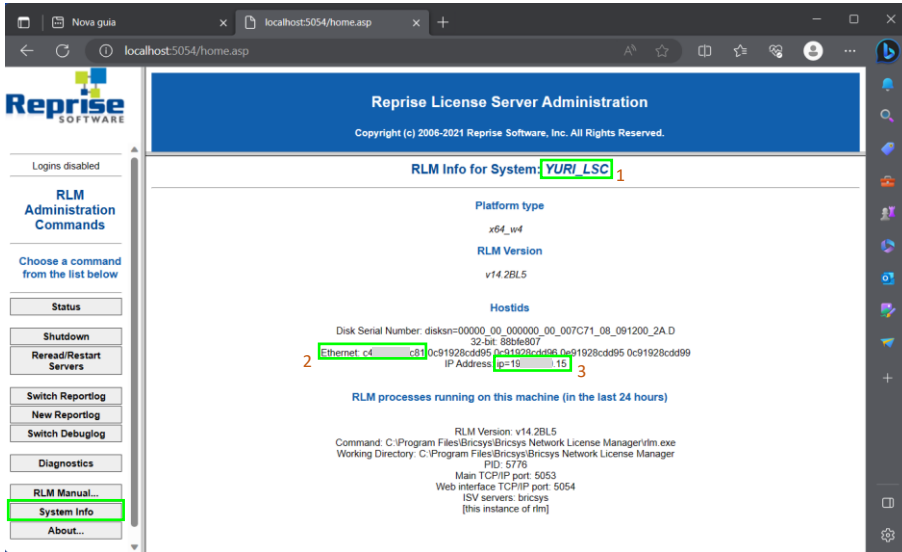 Nova guia
localhost:5054/home.asp
localhost:5054/home.asp
Reprise
SOFTWARE
Logins disabled
RLM
Administration
Commands
Choose a command
from the list below
Status
Shutdown
Reread/Restart
Servers
Switch Reportlog
New Reportlog
Switch Debuglog
Diagnostics
RLM Manual...
System Info
About...
Reprise License Server Administration
Copyright (c) 2006-2021 Reprise Software, Inc. All Rights Reserved.
RLM Info for System: YURI_LSC 1
Platform type
x64_w4
RLM Version
v14.2BL5
Hostids
Disk Serial Number: disksn=00000_00_000000_00_007C71_08_091200_2A.D
32-bit: 88bfe807
2 Ethernet: c4 c81 0c91928cdd95 0c91928cdd96 0e91928cdd95 0c91928cdd99
IP Address: ip=19 .15 3
RLM processes running on this machine (in the last 24 hours)
RLM Version: v14.2BL5
Command: C:\Program Files\Bricsys\Bricsys Network License Manager\rlm.exe
Working Directory: C:\Program Files\Bricsys\Bricsys Network License Manager
PID: 5776
Main TCP/IP port: 5053
Web interface TCP/IP port: 5054
ISV servers: bricsys
[this instance of rlm]